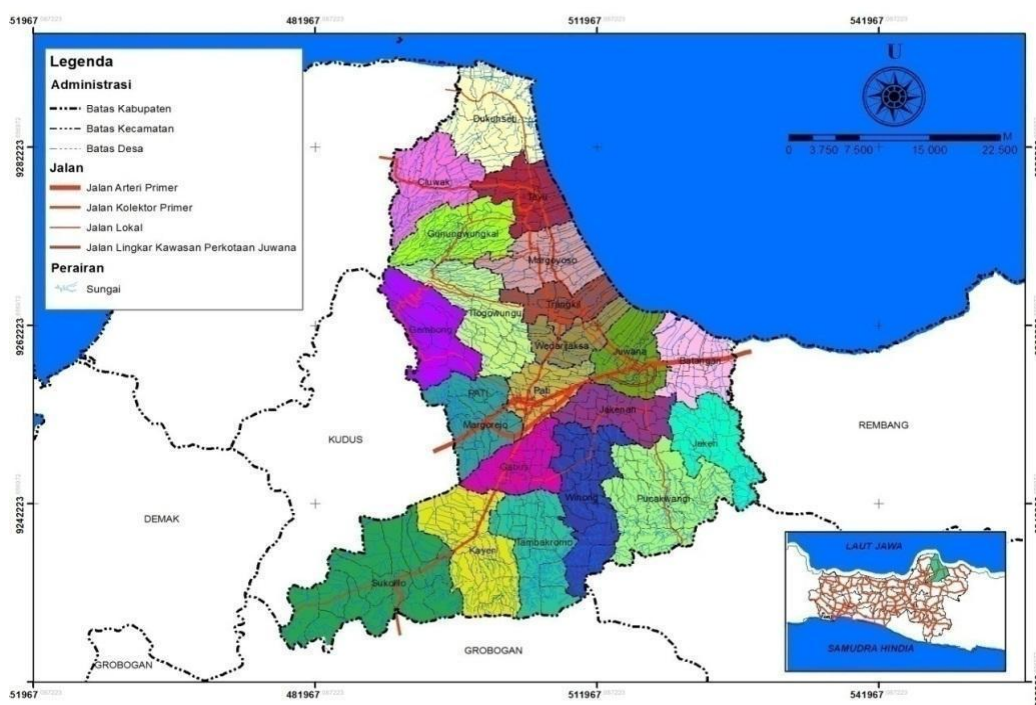 51967 481967 511967 541967
Legenda
Administrasi
Batas Kabupaten
Batas Kecamatan
Batas Desa
Jalan
Jalan Arteri Primer
Jalan Kolektor Primer
Jalan Lokal
Jalan Lingkar Kawasan Perkotaan Juwana
Perairan
Sungai
U
M
0 3 750 7 500 15 000 22 500
9282223
9262223
9242223
Dukuhseti
Cluwak
Tayu
Gunungwungkal
Margoyoso
Tlogowungu
Trangkil
Gembong
Wedarijaksa
Juwana
Batangan
PATI
Pati
Margorejo
Jakenan
Jaken
Gabus
Winong
Pucakwangi
Kayen
Tambakromo
Sukolilo
KUDUS
REMBANG
DEMAK
GROBOGAN
GROBOGAN
LAUT JAWA
SAMUDRA HINDIA
51967 481967 511967 541967